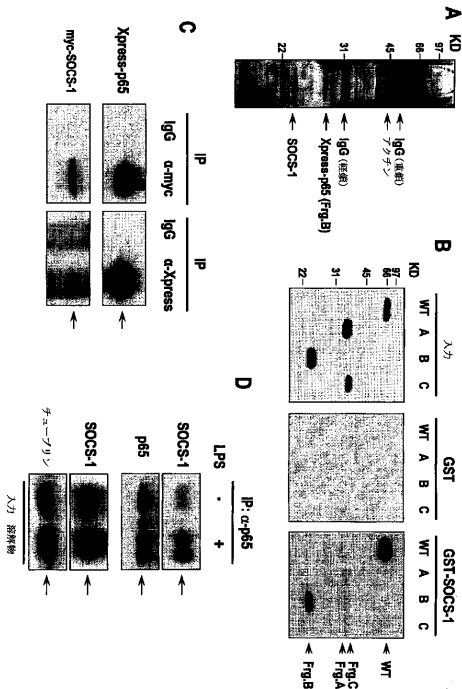 A
KD
97
66
45
31
22
IgG (重鎖)
アクチン
IgG (軽鎖)
Xpress-p65 (Frg.B)
SOCS-1
B
入力
GST
GST-SOCS-1
WT A B C
WT A B C
WT A B C
KD
97
66
45
31
22
WT
Frg.C
Frg.A
Frg.B
C
IP
IP
IgG α-myc
IgG α-Xpress
Xpress-p65
myc-SOCS-1
D
IP: α-p65
LPS - +
SOCS-1
p65
SOCS-1
チューブリン
入力 溶解物